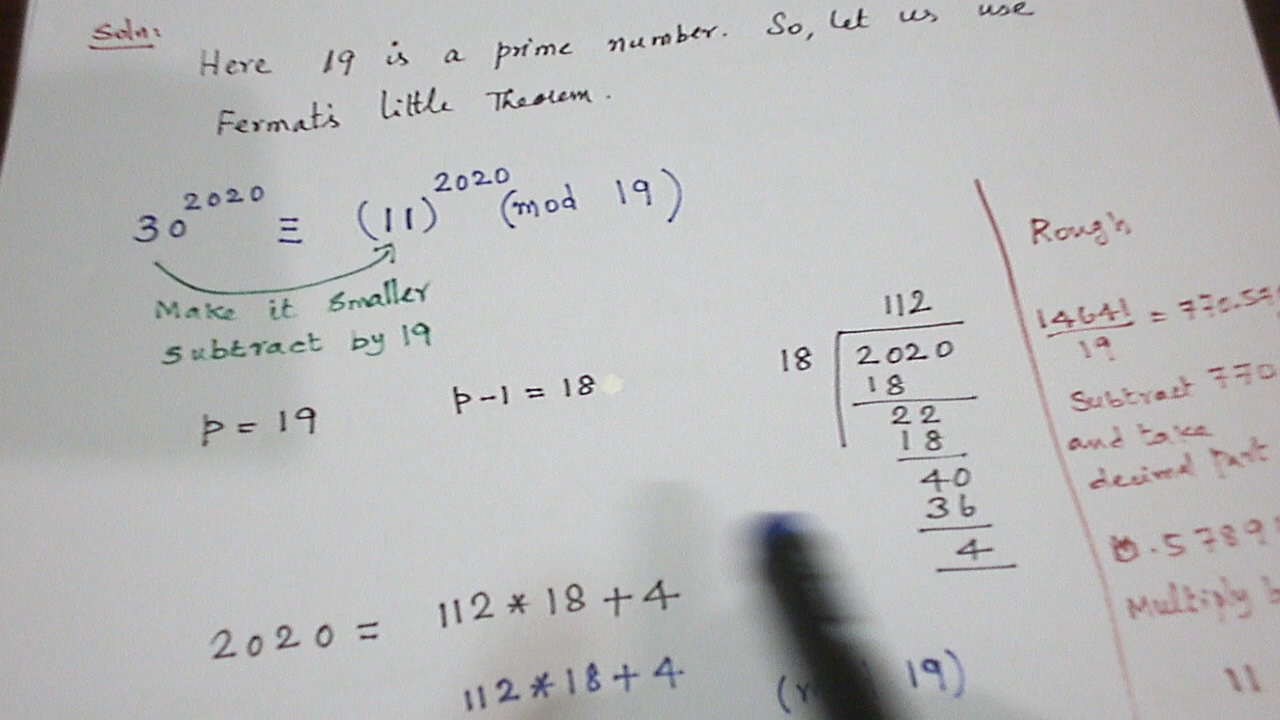 Soln:
Here 19 is a prime number. So, let us use
Fermat's little Theorem.
30^2020 ≡ (11)^2020 (mod 19)
Make it smaller
subtract by 19
p = 19
p-1 = 18
112
18 2020
18
22
18
40
36
4
2020 = 112 * 18 + 4
112 * 18 + 4 19)
Rough
14641/19 = 770.57
Subtract 770
and take
decimal part
0.5789
Multiply
11